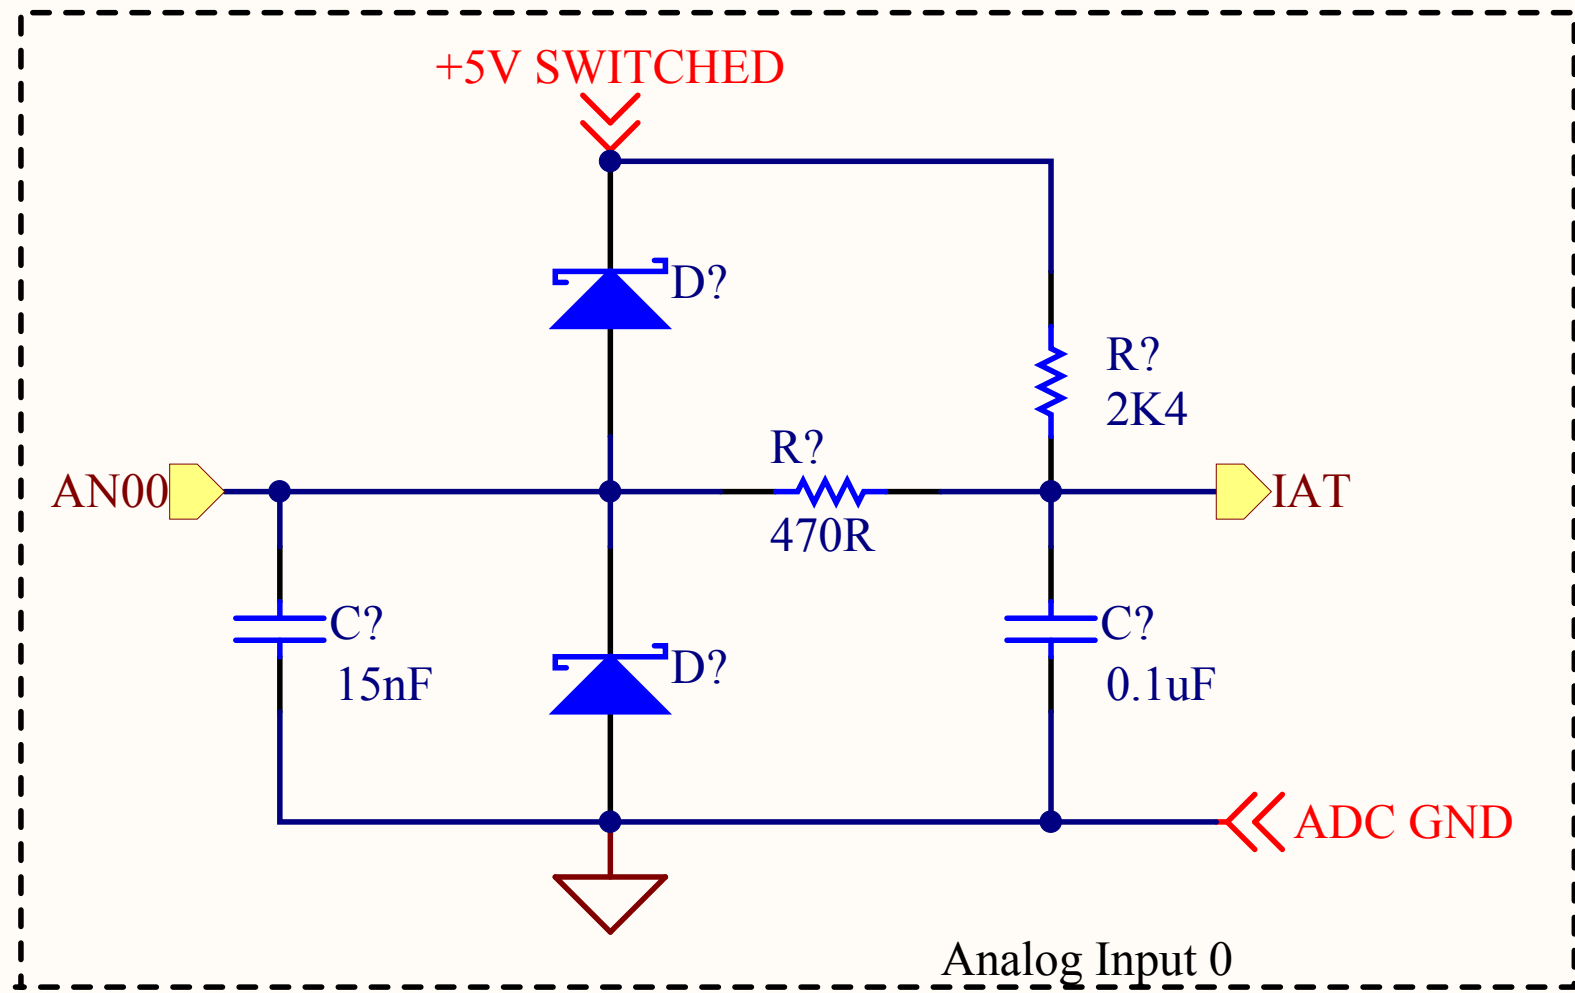 +5V SWITCHED
D?
R?
2K4
R?
AN00
IAT
470R
C?
15nF
D?
C?
0.1uF
ADC GND
Analog Input 0